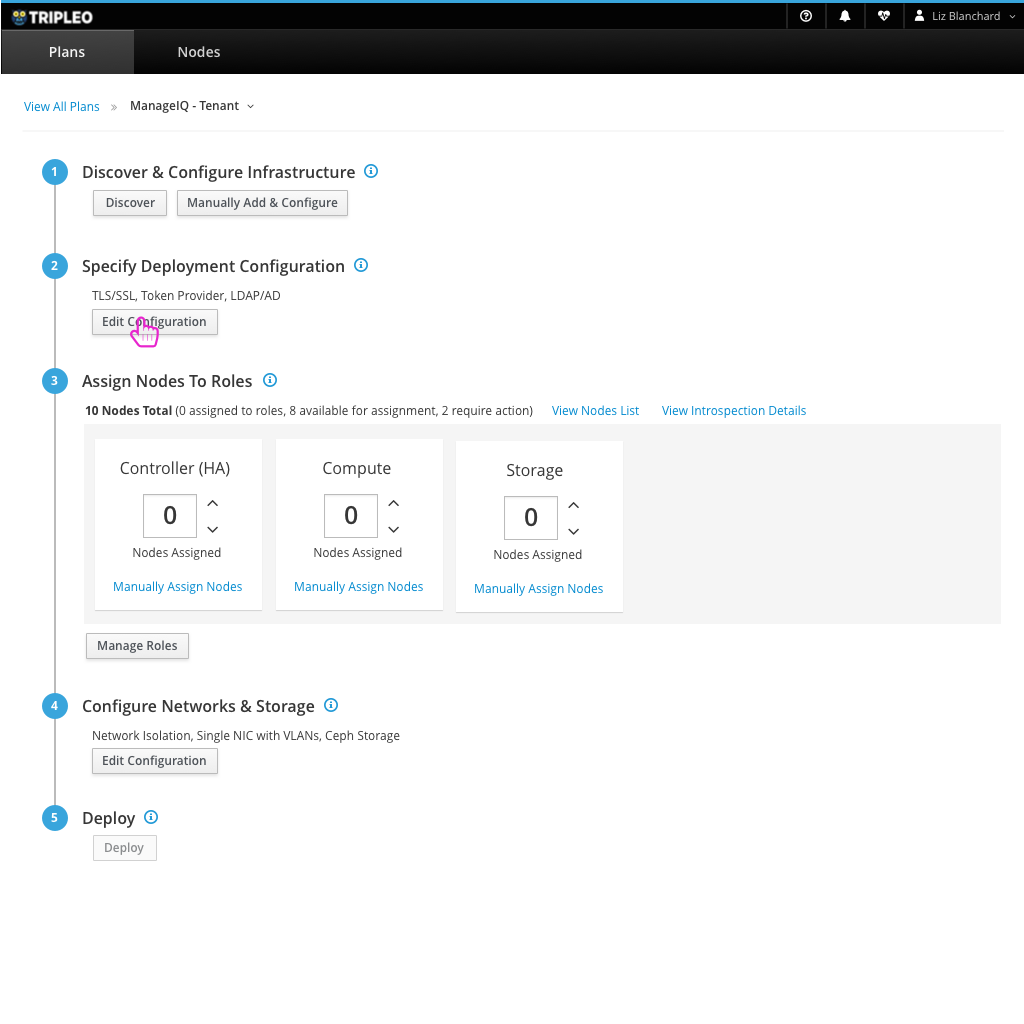 TRIPLEO
Liz Blanchard
Plans Nodes
View All Plans » ManageIQ - Tenant
1 Discover & Configure Infrastructure
Discover Manually Add & Configure
2 Specify Deployment Configuration
TLS/SSL, Token Provider, LDAP/AD
Edit Configuration
3 Assign Nodes To Roles
10 Nodes Total (0 assigned to roles, 8 available for assignment, 2 require action) View Nodes List View Introspection Details
Controller (HA) Compute Storage
0 0 0
Nodes Assigned Nodes Assigned Nodes Assigned
Manually Assign Nodes Manually Assign Nodes Manually Assign Nodes
Manage Roles
4 Configure Networks & Storage
Network Isolation, Single NIC with VLANs, Ceph Storage
Edit Configuration
5 Deploy
Deploy